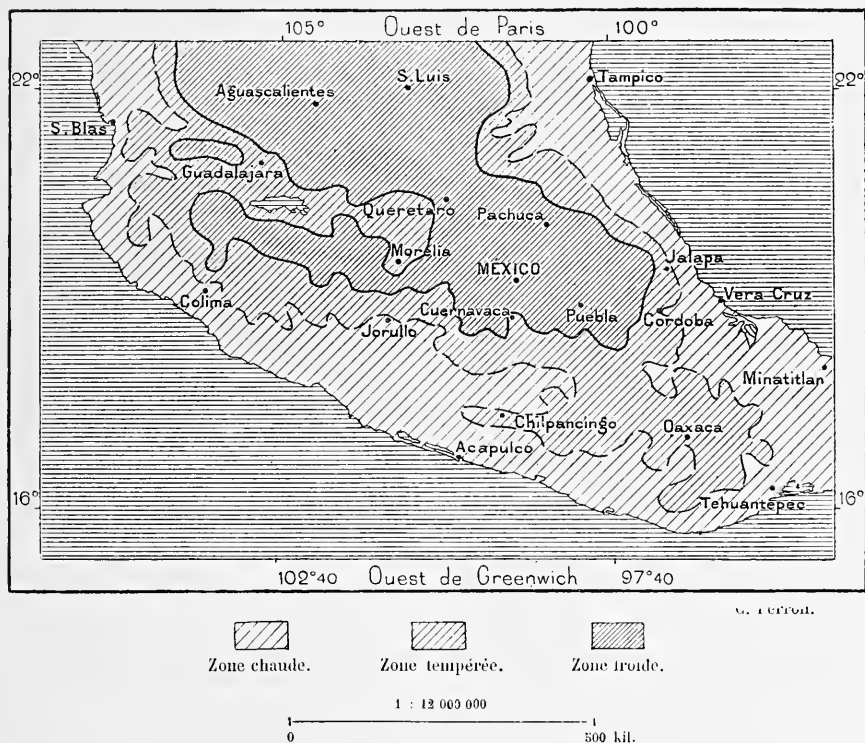 105° Ouest de Paris 100°
22° 22°
Tampico
S. Luis
Aguascalientes
S. Blas
Guadalajara
Queretaro
Pachuca
Morelia
Jalapa
MÉXICO
Colima
Vera Cruz
Cuernavaca
Puebla
Jorullo
Cordoba
Minatitlan
Chilpancingo
Oaxaca
Acapulco
16° 16°
Tehuantepec
102°40 Ouest de Greenwich 97°40
C. Perron.
Zone chaude. Zone tempérée. Zone froide.
1 : 12 000 000
0 500 kil.